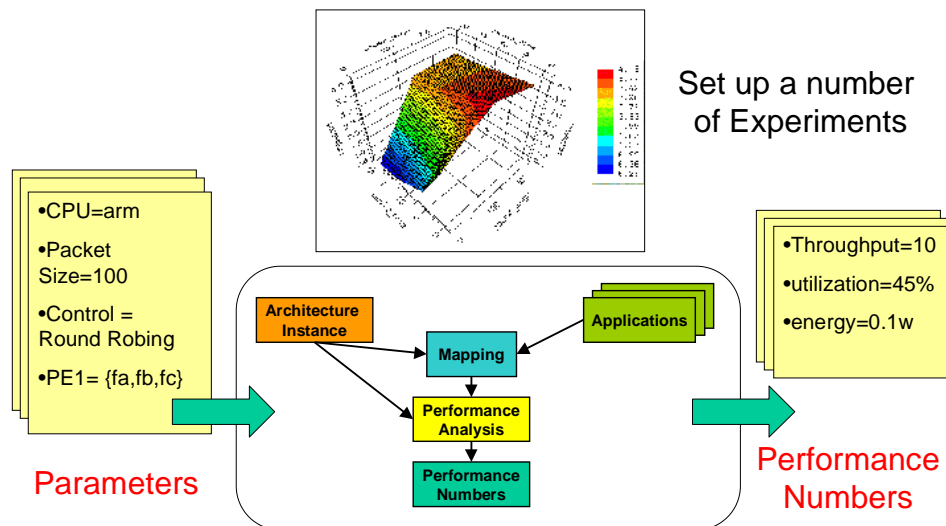 Set up a number
of Experiments
•CPU=arm
•Packet
Size=100
•Control =
Round Robing
•PE1= {fa,fb,fc}
Parameters
Architecture
Instance
Applications
Mapping
Performance
Analysis
Performance
Numbers
•Throughput=10
•utilization=45%
•energy=0.1w
Performance
Numbers